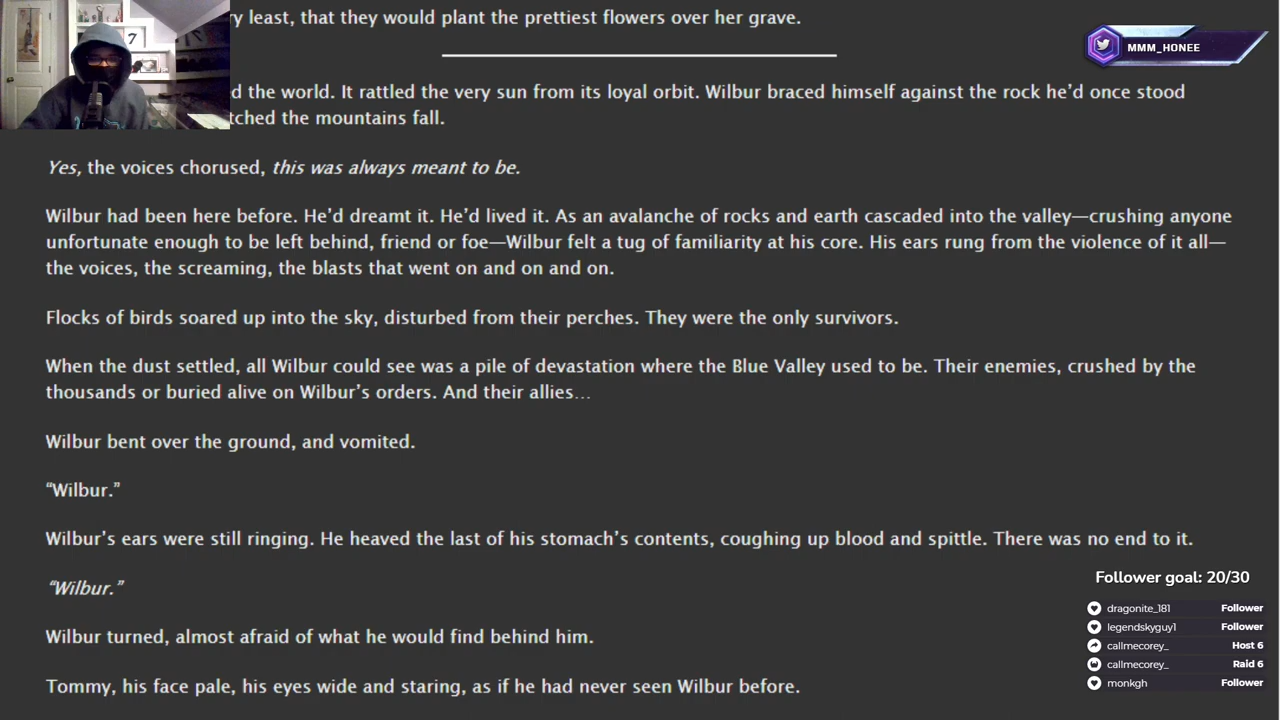 ry least, that they would plant the prettiest flowers over her grave.
7
MMM_HONEE
d the world. It rattled the very sun from its loyal orbit. Wilbur braced himself against the rock he’d once stood
tched the mountains fall.
Yes, the voices chorused, this was always meant to be.
Wilbur had been here before. He’d dreamt it. He’d lived it. As an avalanche of rocks and earth cascaded into the valley—crushing anyone
unfortunate enough to be left behind, friend or foe—Wilbur felt a tug of familiarity at his core. His ears rung from the violence of it all—
the voices, the screaming, the blasts that went on and on and on.
Flocks of birds soared up into the sky, disturbed from their perches. They were the only survivors.
When the dust settled, all Wilbur could see was a pile of devastation where the Blue Valley used to be. Their enemies, crushed by the
thousands or buried alive on Wilbur’s orders. And their allies…
Wilbur bent over the ground, and vomited.
“Wilbur.”
Wilbur’s ears were still ringing. He heaved the last of his stomach’s contents, coughing up blood and spittle. There was no end to it.
“Wilbur.”
Wilbur turned, almost afraid of what he would find behind him.
Tommy, his face pale, his eyes wide and staring, as if he had never seen Wilbur before.
Follower goal: 20/30
dragonite_181 Follower
legendskyguy1 Follower
callmecorey_ Host 6
callmecorey_ Raid 6
monkgh Follower